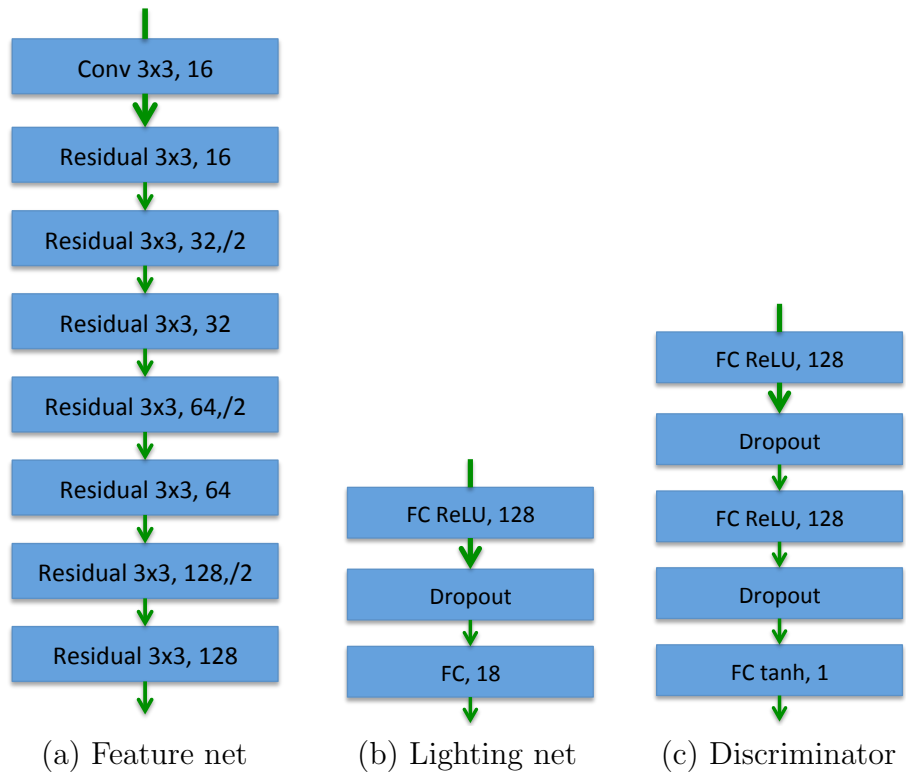 Conv 3x3, 16
Residual 3x3, 16
Residual 3x3, 32,/2
Residual 3x3, 32
Residual 3x3, 64,/2
Residual 3x3, 64
Residual 3x3, 128,/2
Residual 3x3, 128
(a) Feature net
FC ReLU, 128
Dropout
FC, 18
(b) Lighting net
FC ReLU, 128
Dropout
FC ReLU, 128
Dropout
FC tanh, 1
(c) Discriminator